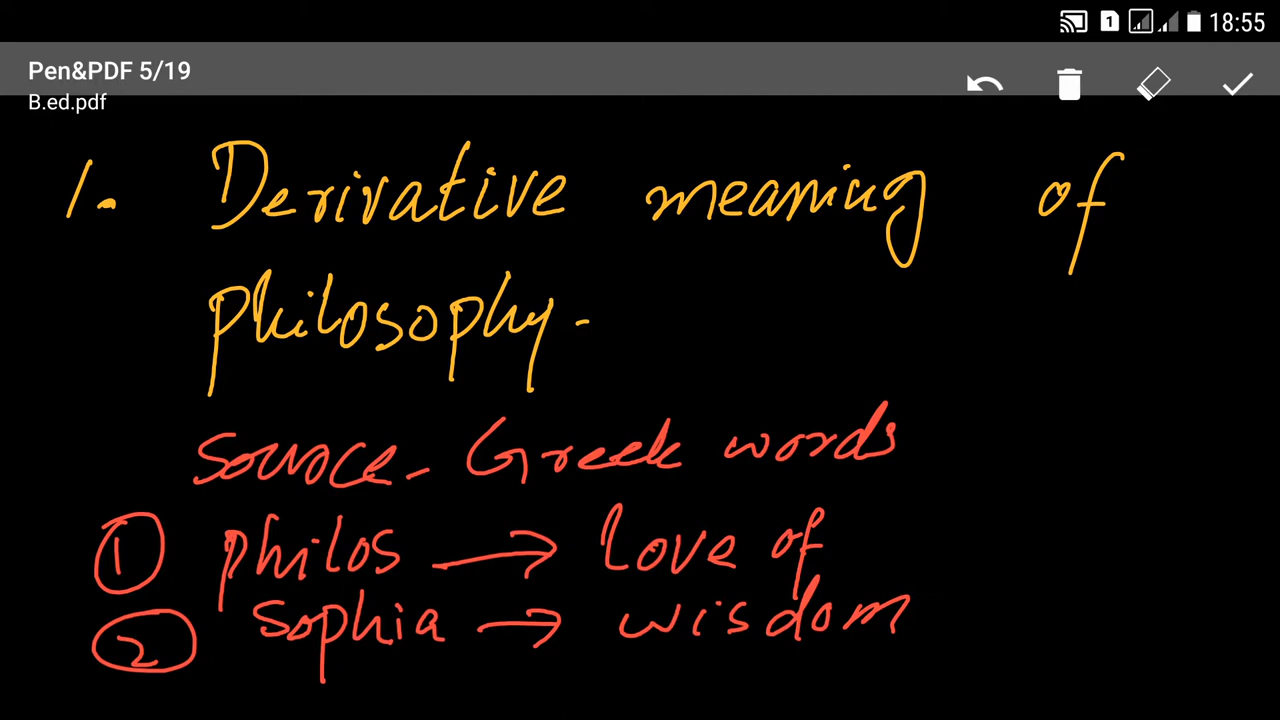 1 18:55
Pen&PDF 5/19
B.ed.pdf
1. Derivative meaning of
philosophy.
Source - Greek words
1 philos → Love of
2 sophia → wisdom